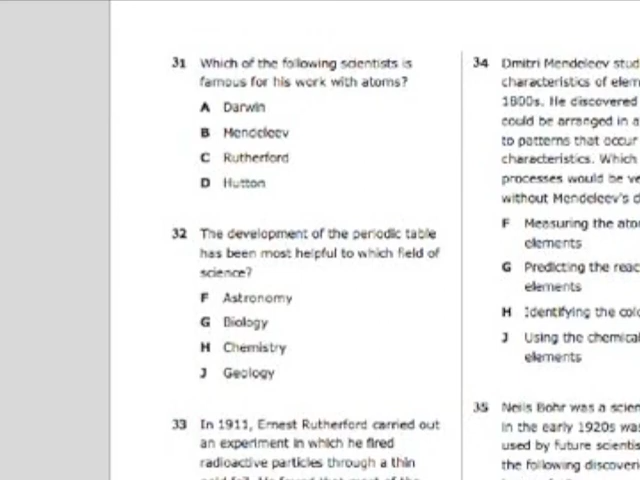 31 Which of the following scientists is
famous for his work with atoms?
A Darwin
B Mendeleev
C Rutherford
D Hutton
32 The development of the periodic table
has been most helpful to which field of
science?
F Astronomy
G Biology
H Chemistry
J Geology
33 In 1911, Ernest Rutherford carried out
an experiment in which he fired
radioactive particles through a thin
34 Dmitri Mendeleev stud
characteristics of elem
1800s. He discovered
could be arranged in a
to patterns that occur
characteristics. Which
processes would be ve
without Mendeleev's d
F Measuring the ato
elements
G Predicting the reac
elements
H Identifying the colo
J Using the chemical
elements
35 Neils Bohr was a scien
in the early 1920s was
used by future scientis
the following discoveri